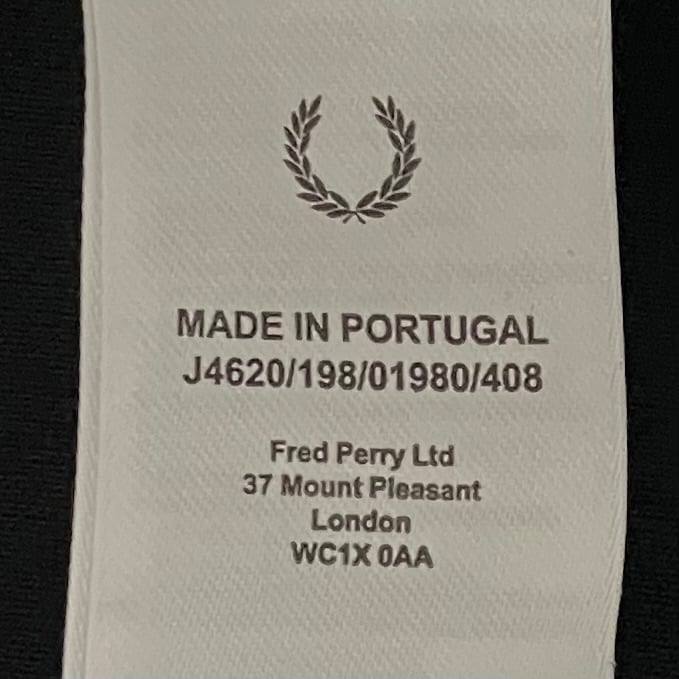 MADE IN PORTUGAL
J4620/198/01980/408
Fred Perry Ltd
37 Mount Pleasant
London
WC1X 0AA